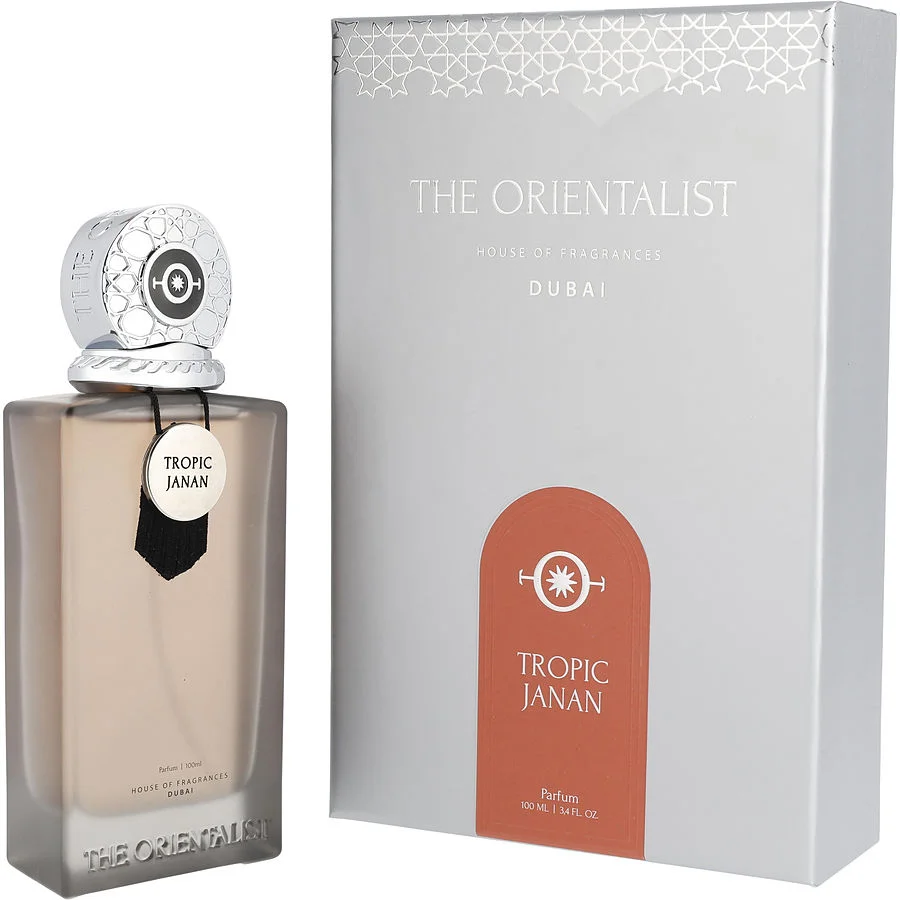 THE ORIENTALIST
HOUSE OF FRAGRANCES
DUBAI
TROPIC
JANAN
Parfum
100 ML | 3,4 FL. OZ.
TROPIC
JANAN
Parfum | 100ml
HOUSE OF FRAGRANCES
DUBAI
THE ORIENTALIST
THE O